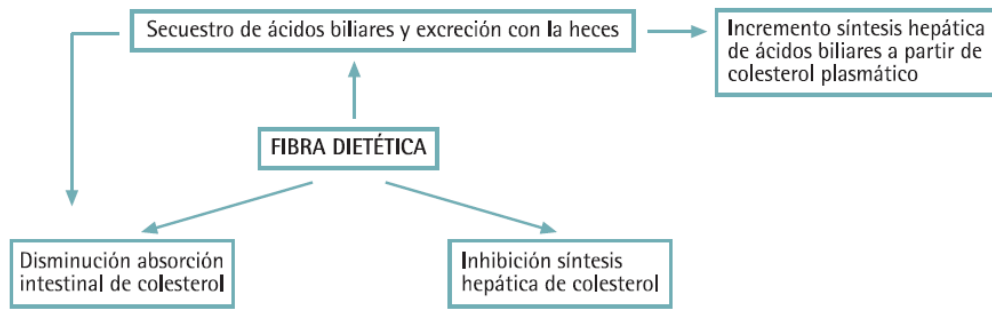 Secuestro de ácidos biliares y excreción con la heces
Incremento síntesis hepática
de ácidos biliares a partir de
colesterol plasmático
FIBRA DIETÉTICA
Disminución absorción
intestinal de colesterol
Inhibición síntesis
hepática de colesterol